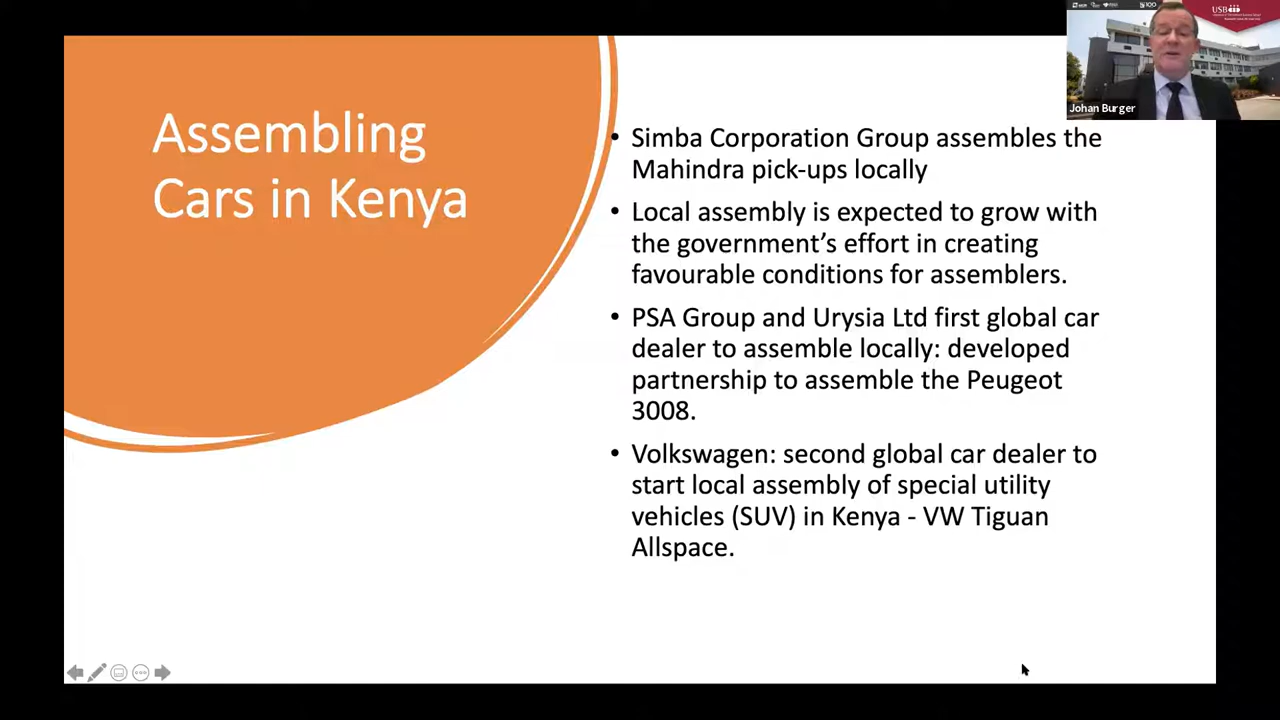 Assembling
Cars in Kenya
• Simba Corporation Group assembles the
Mahindra pick-ups locally
• Local assembly is expected to grow with
the government’s effort in creating
favourable conditions for assemblers.
• PSA Group and Urysia Ltd first global car
dealer to assemble locally: developed
partnership to assemble the Peugeot
3008.
• Volkswagen: second global car dealer to
start local assembly of special utility
vehicles (SUV) in Kenya - VW Tiguan
Allspace.
USB
Johan Burger